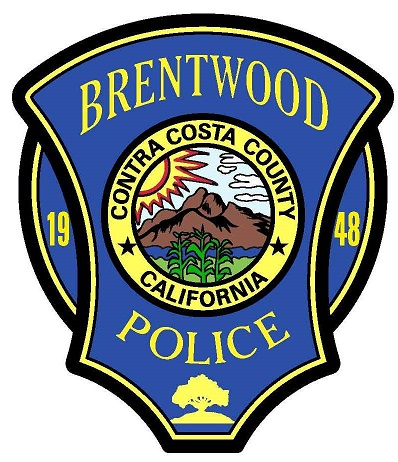 BRENTWOOD
CONTRA COSTA COUNTY
19 48
CALIFORNIA
POLICE